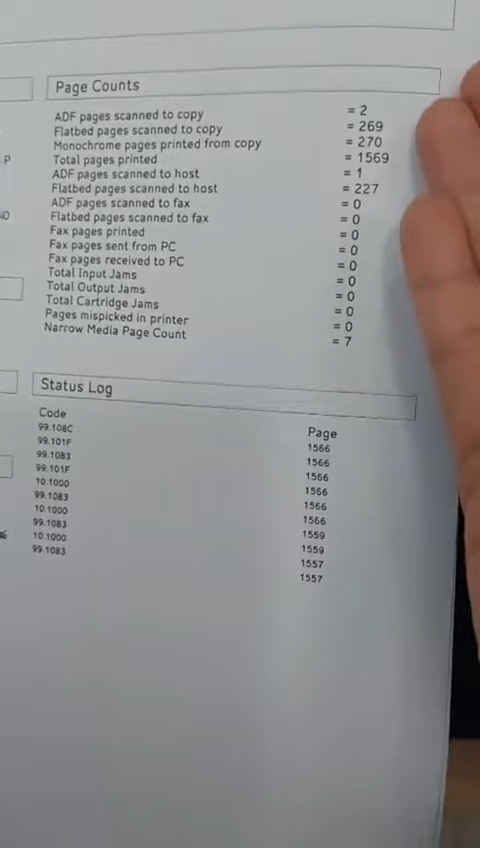 Page Counts
ADF pages scanned to copy = 2
Flatbed pages scanned to copy = 269
Monochrome pages printed from copy = 270
P
Total pages printed = 1569
ADF pages scanned to host = 1
Flatbed pages scanned to host = 227
ADF pages scanned to fax = 0
Flatbed pages scanned to fax = 0
Fax pages printed = 0
Fax pages sent from PC = 0
Fax pages received to PC = 0
Total Input Jams = 0
Total Output Jams = 0
Total Cartridge Jams = 0
Pages mispicked in printer = 0
Narrow Media Page Count = 7
Status Log
Code Page
99.108C 1566
99.101F 1566
99.1083 1566
99.101F 1566
10.1000 1566
99.1083 1566
10.1000 1559
99.1083 1559
10.1000 1557
99.1083 1557